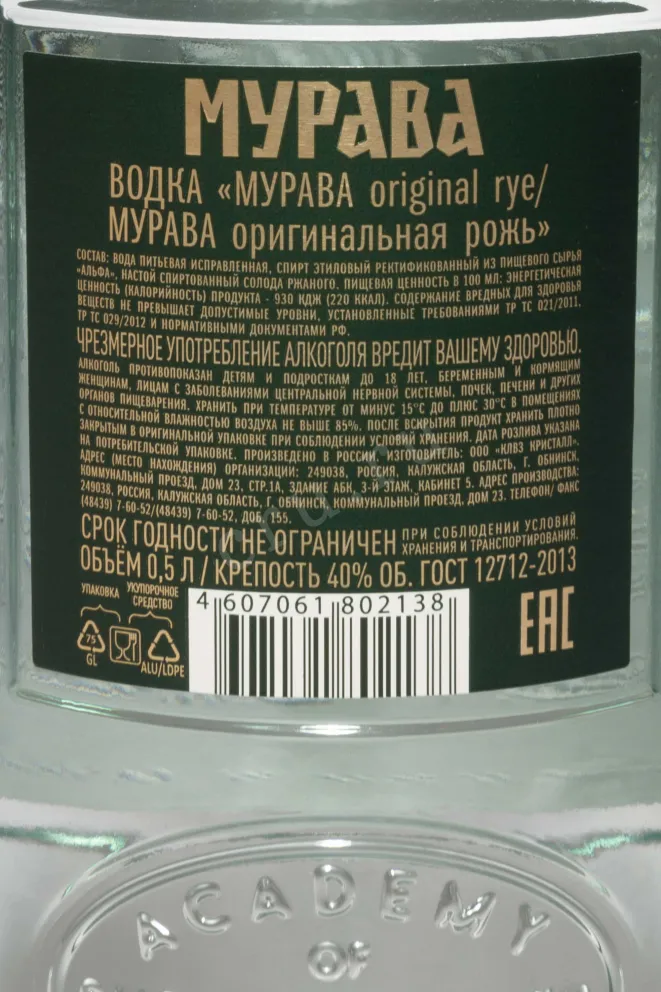 МУРАВА
ВОДКА «МУРАВА original rye/
МУРАВА оригинальная рожь»
СОСТАВ: ВОДА ПИТЬЕВАЯ ИСПРАВЛЕННАЯ, СПИРТ ЭТИЛОВЫЙ РЕКТИФИКОВАННЫЙ ИЗ ПИЩЕВОГО СЫРЬЯ
«АЛЬФА», НАСТОЙ СПИРТОВАННЫЙ СОЛОДА РЖАНОГО. ПИЩЕВАЯ ЦЕННОСТЬ В 100 МЛ: ЭНЕРГЕТИЧЕСКАЯ
ЦЕННОСТЬ (КАЛОРИЙНОСТЬ) ПРОДУКТА - 930 КДЖ (220 ККАЛ). СОДЕРЖАНИЕ ВРЕДНЫХ ДЛЯ ЗДОРОВЬЯ
ВЕЩЕСТВ НЕ ПРЕВЫШАЕТ ДОПУСТИМЫЕ УРОВНИ, УСТАНОВЛЕННЫЕ ТРЕБОВАНИЯМИ ТР ТС 021/2011,
ТР ТС 029/2012 И НОРМАТИВНЫМИ ДОКУМЕНТАМИ РФ.
ЧРЕЗМЕРНОЕ УПОТРЕБЛЕНИЕ АЛКОГОЛЯ ВРЕДИТ ВАШЕМУ ЗДОРОВЬЮ.
АЛКОГОЛЬ ПРОТИВОПОКАЗАН ДЕТЯМ И ПОДРОСТКАМ ДО 18 ЛЕТ, БЕРЕМЕННЫМ И КОРМЯЩИМ
ЖЕНЩИНАМ, ЛИЦАМ С ЗАБОЛЕВАНИЯМИ ЦЕНТРАЛЬНОЙ НЕРВНОЙ СИСТЕМЫ, ПОЧЕК, ПЕЧЕНИ И ДРУГИХ
ОРГАНОВ ПИЩЕВАРЕНИЯ. ХРАНИТЬ ПРИ ТЕМПЕРАТУРЕ ОТ МИНУС 15°С ДО ПЛЮС 30°С В ПОМЕЩЕНИЯХ
С ОТНОСИТЕЛЬНОЙ ВЛАЖНОСТЬЮ ВОЗДУХА НЕ ВЫШЕ 85%. ПОСЛЕ ВСКРЫТИЯ ПРОДУКТ ХРАНИТЬ ПЛОТНО
ЗАКРЫТЫМ В ОРИГИНАЛЬНОЙ УПАКОВКЕ ПРИ СОБЛЮДЕНИИ УСЛОВИЙ ХРАНЕНИЯ. ДАТА РОЗЛИВА УКАЗАНА
НА ПОТРЕБИТЕЛЬСКОЙ УПАКОВКЕ. ПРОИЗВЕДЕНО В РОССИИ. ИЗГОТОВИТЕЛЬ: ООО «КЛВЗ КРИСТАЛЛ».
АДРЕС (МЕСТО НАХОЖДЕНИЯ) ОРГАНИЗАЦИИ: 249038, РОССИЯ, КАЛУЖСКАЯ ОБЛАСТЬ, Г. ОБНИНСК,
КОММУНАЛЬНЫЙ ПРОЕЗД, ДОМ 23, СТР.1А, ЗДАНИЕ АБК, 3-Й ЭТАЖ, КАБИНЕТ 5. АДРЕС ПРОИЗВОДСТВА:
249038, РОССИЯ, КАЛУЖСКАЯ ОБЛАСТЬ, Г. ОБНИНСК, КОММУНАЛЬНЫЙ ПРОЕЗД, ДОМ 23. ТЕЛЕФОН/ ФАКС
(48439) 7-60-52/(48439) 7-60-52, ДОБ. 155.
СРОК ГОДНОСТИ НЕ ОГРАНИЧЕН ПРИ СОБЛЮДЕНИИ УСЛОВИЙ
ХРАНЕНИЯ И ТРАНСПОРТИРОВАНИЯ.
ОБЪЁМ 0,5 Л / КРЕПОСТЬ 40% ОБ. ГОСТ 12712-2013
УПАКОВКА УКУПОРОЧНОЕ
СРЕДСТВО
75
GL
ALU/LDPE
4 607061 802138
EAC
ACADEMY
OF